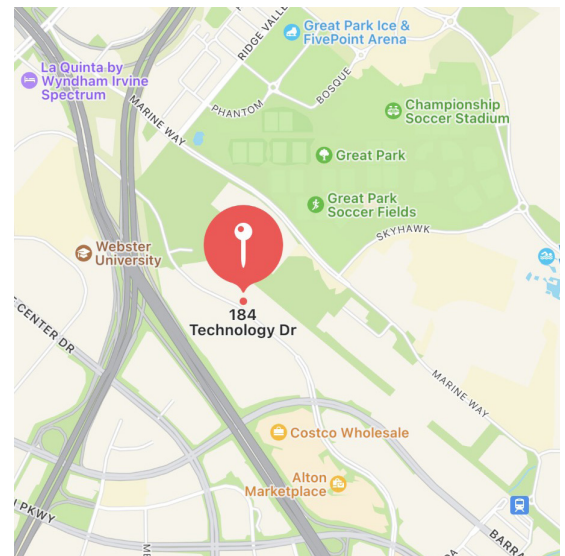 Great Park Ice &
FivePoint Arena
RIDGE VALLEY
La Quinta by
Wyndham Irvine
Spectrum
BOSQUE
PHANTOM
Championship
Soccer Stadium
MARINE WAY
Great Park
Great Park
Soccer Fields
SKYHAWK
Webster
University
184
Technology Dr
CENTER DR
MARINE WAY
Costco Wholesale
Alton
Marketplace
PKWY
BARRA